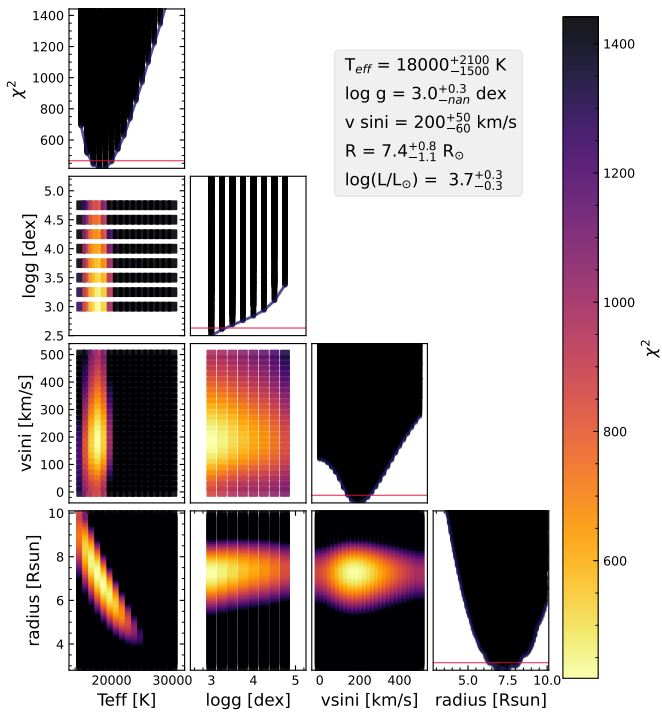 1400
1200
1000
800
600
χ²
T_eff = 18000^{+2100}_{−1500} K
log g = 3.0^{+0.3}_{−nan} dex
v sini = 200^{+50}_{−60} km/s
R = 7.4^{+0.8}_{−1.1} R_⊙
log(L/L_⊙) = 3.7^{+0.3}_{−0.3}
1400
1200
1000
800
600
χ²
5.0
4.5
4.0
3.5
3.0
2.5
logg [dex]
500
400
300
200
100
0
vsini [km/s]
10
8
6
4
radius [Rsun]
20000 30000
Teff [K]
3 4 5
logg [dex]
0 200 400
vsini [km/s]
5.0 7.5 10.0
radius [Rsun]